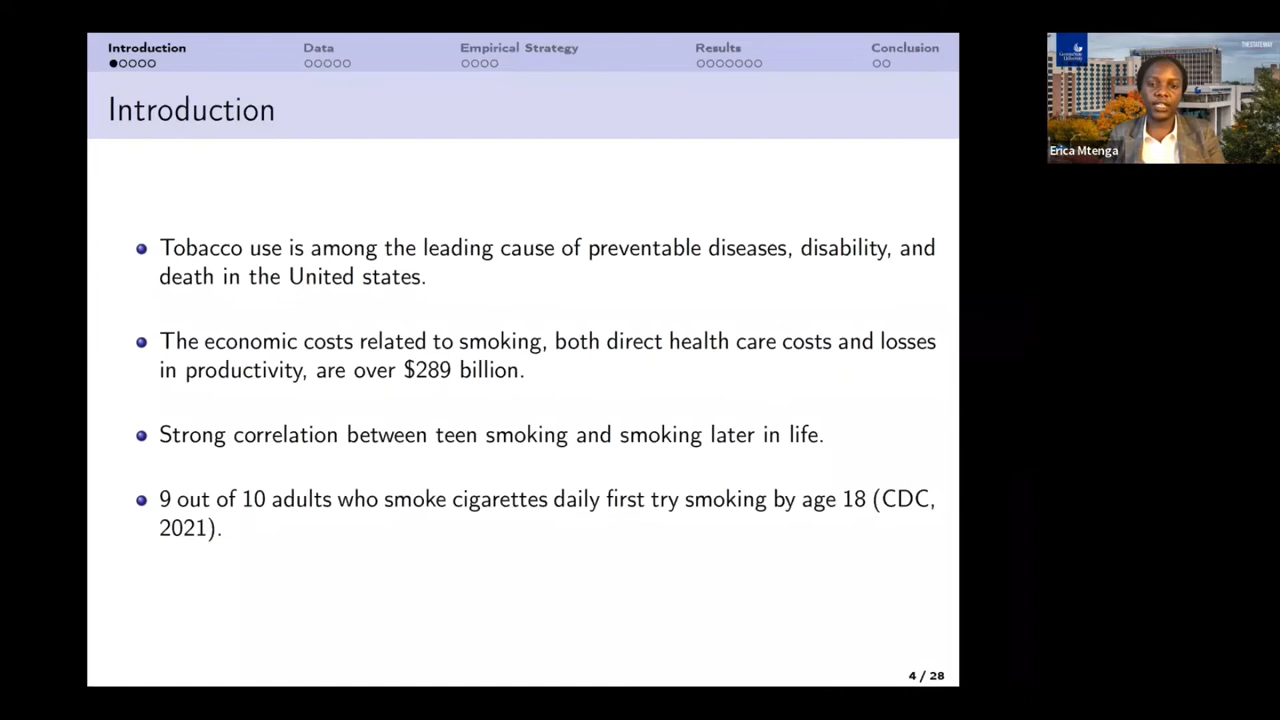 Introduction Data Empirical Strategy Results Conclusion
Introduction
Tobacco use is among the leading cause of preventable diseases, disability, and
death in the United states.
The economic costs related to smoking, both direct health care costs and losses
in productivity, are over $289 billion.
Strong correlation between teen smoking and smoking later in life.
9 out of 10 adults who smoke cigarettes daily first try smoking by age 18 (CDC,
2021).
4 / 28
THESTATEWAY
GeorgiaState
University
Erica Mtenga